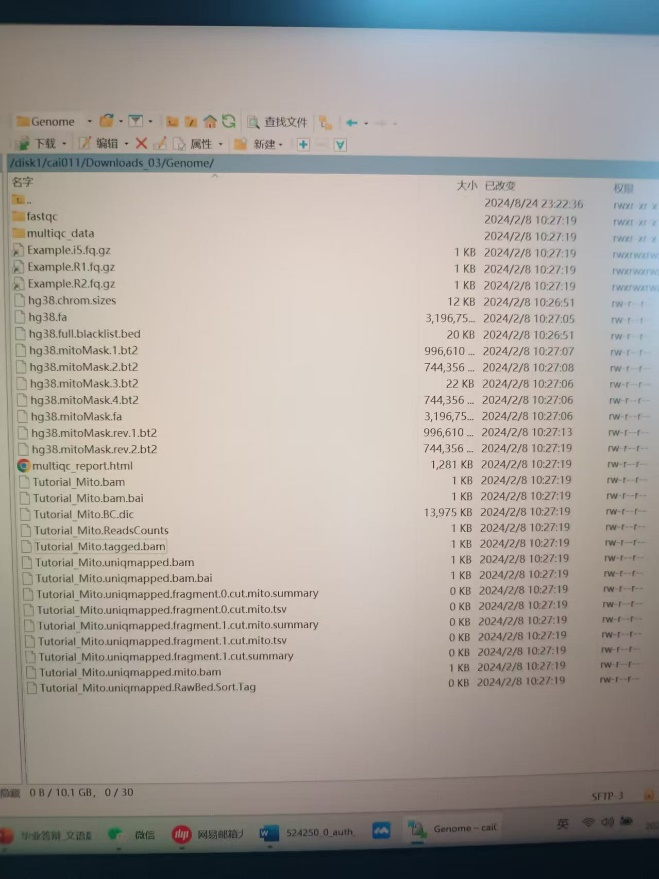 Genome 查找文件
下载 编辑 属性 新建
/disk1/cai011/Downloads_03/Genome/
名字 大小 已改变 权限
.. 2024/8/24 23:22:36 rwxr-xr-x
fastqc 2024/2/8 10:27:19 rwxr-xr-x
multiqc_data 2024/2/8 10:27:19 rwxr-xr-x
Example.i5.fq.gz 1 KB 2024/2/8 10:27:19 rwxrwxrwx
Example.R1.fq.gz 1 KB 2024/2/8 10:27:19 rwxrwxrwx
Example.R2.fq.gz 1 KB 2024/2/8 10:27:19 rwxrwxrwx
hg38.chrom.sizes 12 KB 2024/2/8 10:26:51 rw-r--r--
hg38.fa 3,196,75... 2024/2/8 10:27:05 rw-r--r--
hg38.full.blacklist.bed 20 KB 2024/2/8 10:26:51 rw-r--r--
hg38.mitoMask.1.bt2 996,610 ... 2024/2/8 10:27:07 rw-r--r--
hg38.mitoMask.2.bt2 744,356 ... 2024/2/8 10:27:08 rw-r--r--
hg38.mitoMask.3.bt2 22 KB 2024/2/8 10:27:06 rw-r--r--
hg38.mitoMask.4.bt2 744,356 ... 2024/2/8 10:27:06 rw-r--r--
hg38.mitoMask.fa 3,196,75... 2024/2/8 10:27:06 rw-r--r--
hg38.mitoMask.rev.1.bt2 996,610 ... 2024/2/8 10:27:13 rw-r--r--
hg38.mitoMask.rev.2.bt2 744,356 ... 2024/2/8 10:27:19 rw-r--r--
multiqc_report.html 1,281 KB 2024/2/8 10:27:19 rw-r--r--
Tutorial_Mito.bam 1 KB 2024/2/8 10:27:19 rw-r--r--
Tutorial_Mito.bam.bai 1 KB 2024/2/8 10:27:19 rw-r--r--
Tutorial_Mito.BC.dic 13,975 KB 2024/2/8 10:27:19 rw-r--r--
Tutorial_Mito.ReadsCounts 1 KB 2024/2/8 10:27:19 rw-r--r--
Tutorial_Mito.tagged.bam 1 KB 2024/2/8 10:27:19 rw-r--r--
Tutorial_Mito.uniqmapped.bam 1 KB 2024/2/8 10:27:19 rw-r--r--
Tutorial_Mito.uniqmapped.bam.bai 1 KB 2024/2/8 10:27:19 rw-r--r--
Tutorial_Mito.uniqmapped.fragment.0.cut.mito.summary 0 KB 2024/2/8 10:27:19 rw-r--r--
Tutorial_Mito.uniqmapped.fragment.0.cut.mito.tsv 0 KB 2024/2/8 10:27:19 rw-r--r--
Tutorial_Mito.uniqmapped.fragment.1.cut.mito.summary 0 KB 2024/2/8 10:27:19 rw-r--r--
Tutorial_Mito.uniqmapped.fragment.1.cut.mito.tsv 0 KB 2024/2/8 10:27:19 rw-r--r--
Tutorial_Mito.uniqmapped.fragment.1.cut.summary 0 KB 2024/2/8 10:27:19 rw-r--r--
Tutorial_Mito.uniqmapped.mito.bam 1 KB 2024/2/8 10:27:19 rw-r--r--
Tutorial_Mito.uniqmapped.RawBed.Sort.Tag 0 KB 2024/2/8 10:27:19 rw-r--r--
隐藏 0 B / 10.1 GB, 0 / 30 SFTP-3
微信 网易邮箱大 524250_0_auth_ Genome – cai 英